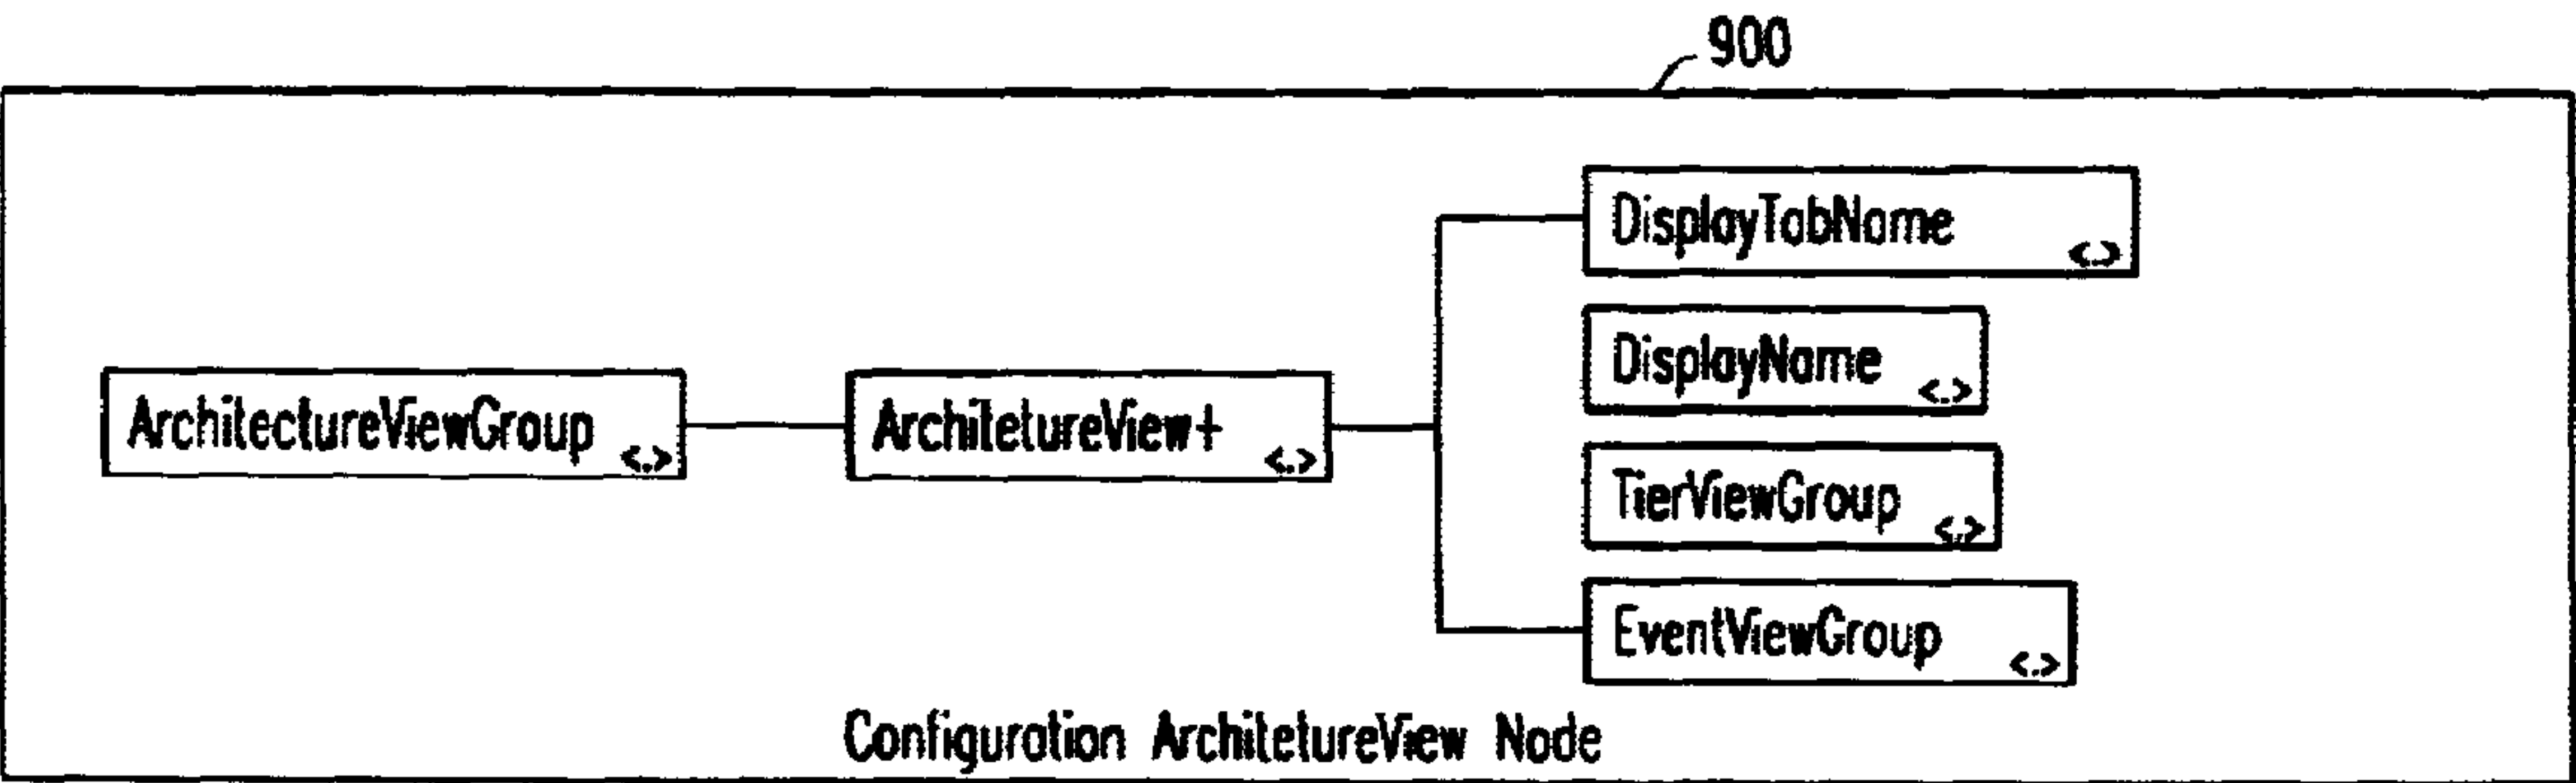 900
DisplayTabName
<..>
DisplayName
<..>
ArchitectureViewGroup
<..>
ArchitetureView+
<..>
TierViewGroup
<..>
EventViewGroup
<..>
Configuration ArchitetureView Node